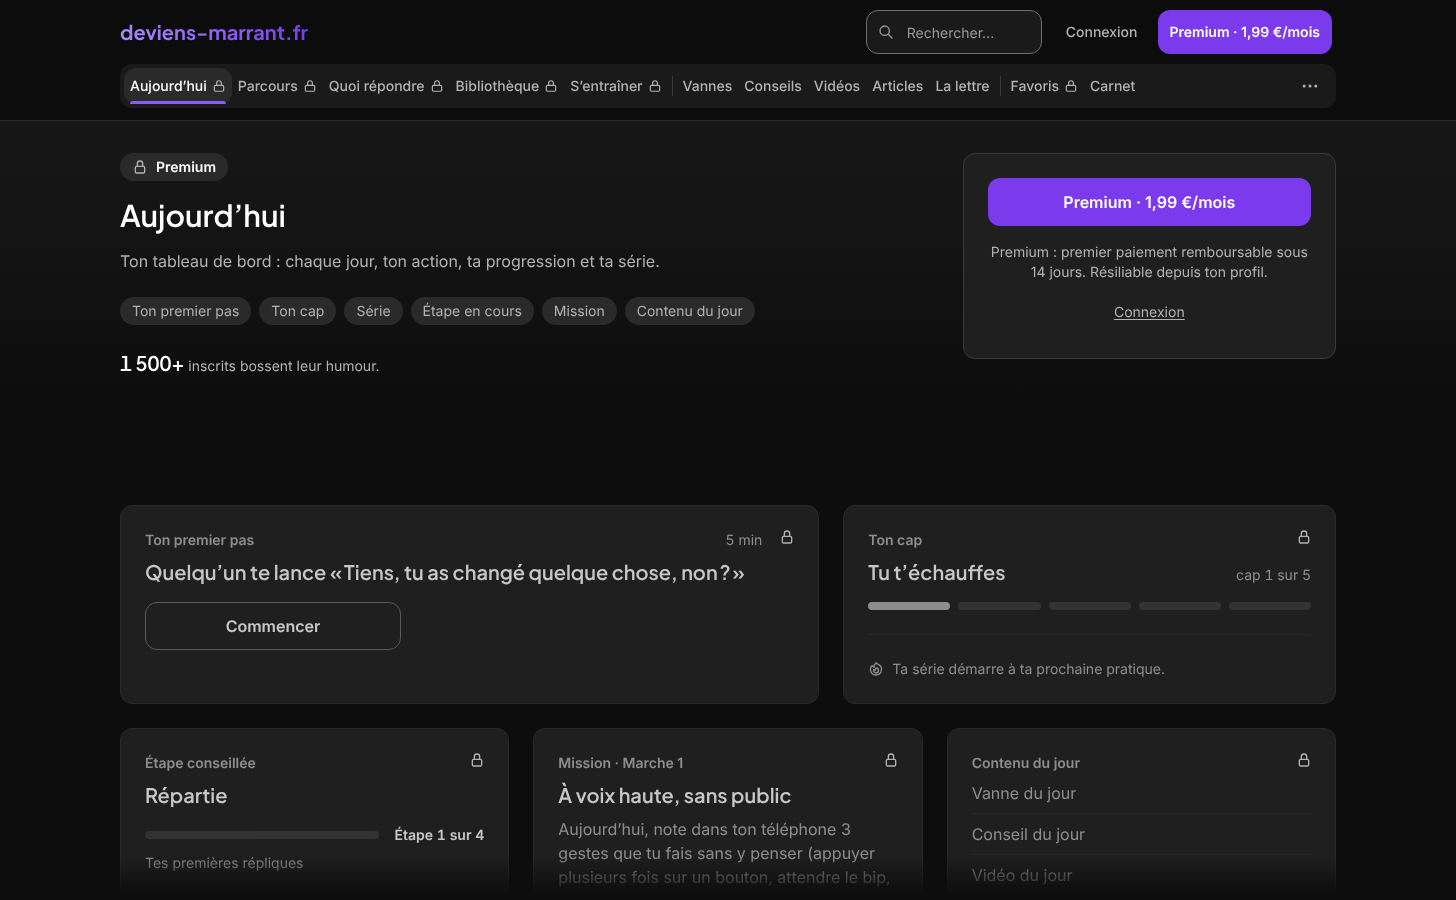 deviens-marrant.fr
Rechercher...
Connexion
Premium · 1,99 €/mois
Aujourd’hui
Parcours
Quoi répondre
Bibliothèque
S’entraîner
Vannes
Conseils
Vidéos
Articles
La lettre
Favoris
Carnet
Premium
Aujourd’hui
Ton tableau de bord : chaque jour, ton action, ta progression et ta série.
Ton premier pas
Ton cap
Série
Étape en cours
Mission
Contenu du jour
1 500+ inscrits bossent leur humour.
Premium · 1,99 €/mois
Premium : premier paiement remboursable sous
14 jours. Résiliable depuis ton profil.
Connexion
Ton premier pas
5 min
Quelqu’un te lance « Tiens, tu as changé quelque chose, non ? »
Commencer
Ton cap
Tu t’échauffes
cap 1 sur 5
Ta série démarre à ta prochaine pratique.
Étape conseillée
Répartie
Étape 1 sur 4
Tes premières répliques
Mission · Marche 1
À voix haute, sans public
Aujourd’hui, note dans ton téléphone 3
gestes que tu fais sans y penser (appuyer
plusieurs fois sur un bouton, attendre le bip,
Contenu du jour
Vanne du jour
Conseil du jour
Vidéo du jour